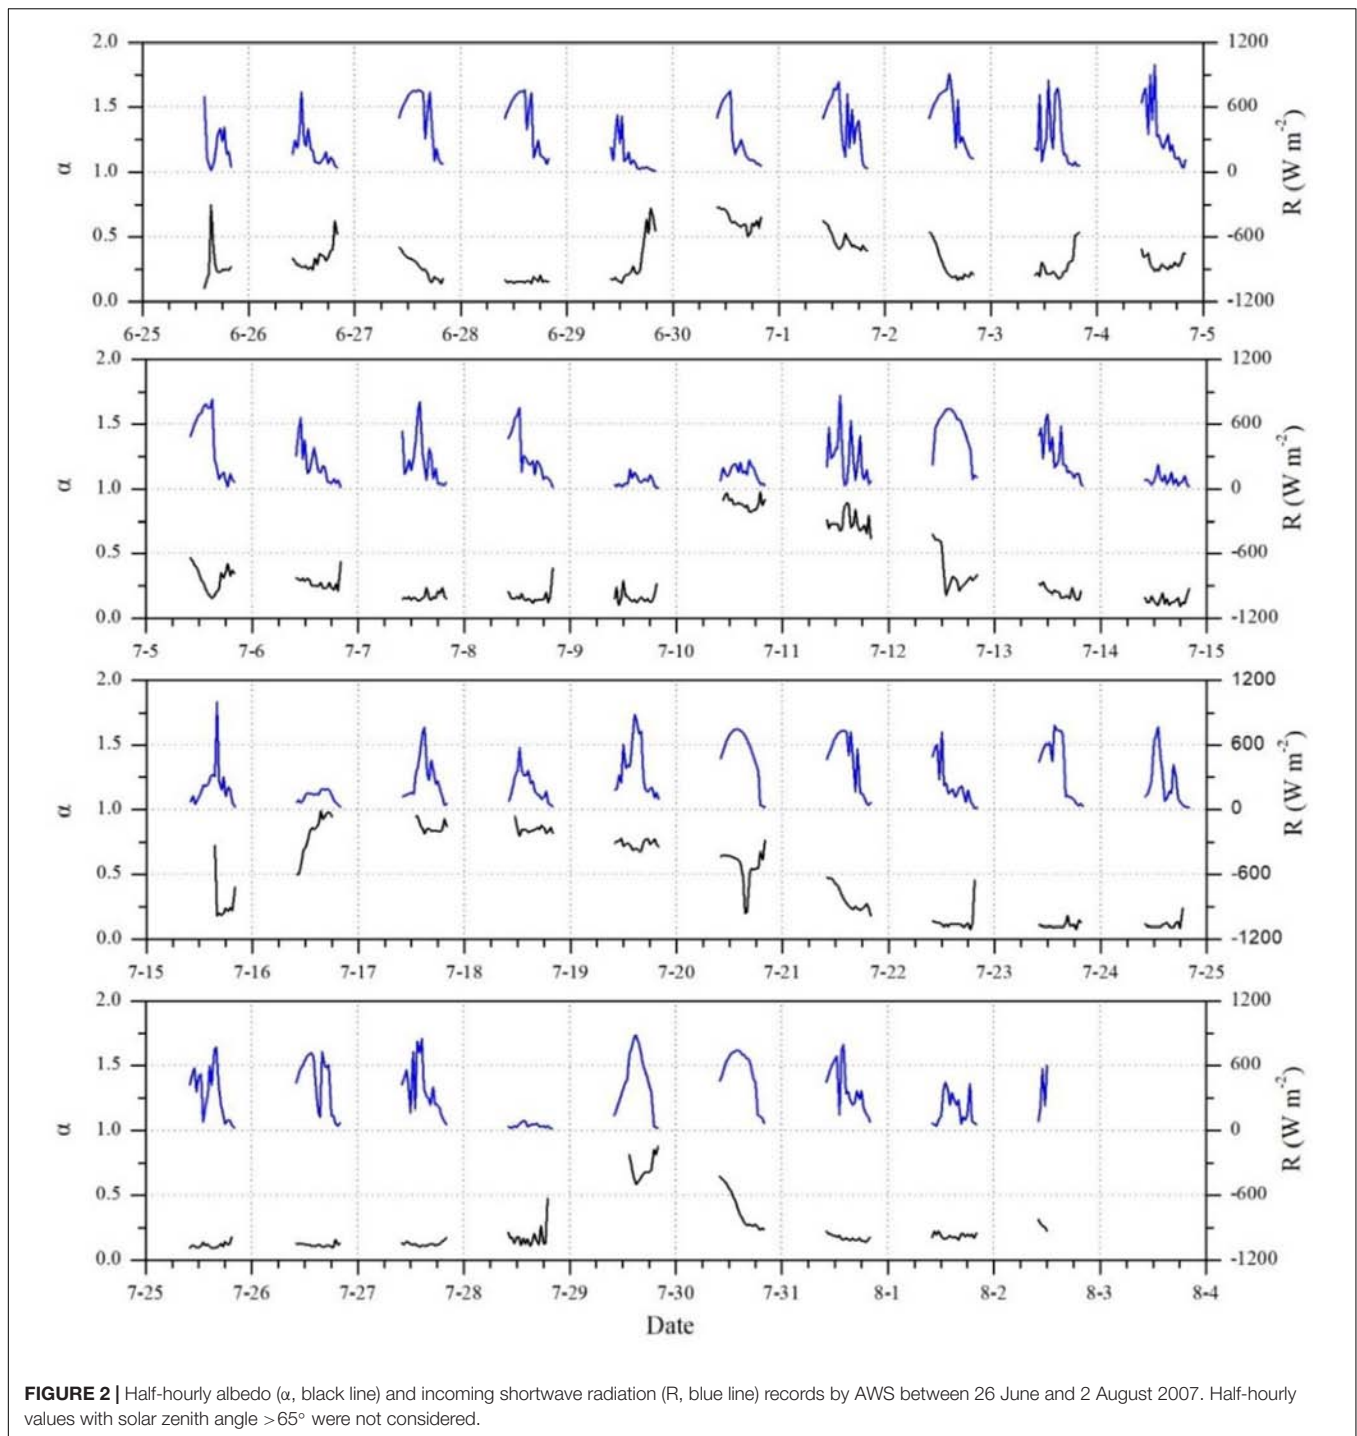 2.0 1200
1.5 600
α 1.0 0 R (W m-2)
0.5 -600
0.0 -1200
6-25 6-26 6-27 6-28 6-29 6-30 7-1 7-2 7-3 7-4 7-5
2.0 1200
1.5 600
α 1.0 0 R (W m-2)
0.5 -600
0.0 -1200
7-5 7-6 7-7 7-8 7-9 7-10 7-11 7-12 7-13 7-14 7-15
2.0 1200
1.5 600
α 1.0 0 R (W m-2)
0.5 -600
0.0 -1200
7-15 7-16 7-17 7-18 7-19 7-20 7-21 7-22 7-23 7-24 7-25
2.0 1200
1.5 600
α 1.0 0 R (W m-2)
0.5 -600
0.0 -1200
7-25 7-26 7-27 7-28 7-29 7-30 7-31 8-1 8-2 8-3 8-4
Date
FIGURE 2 | Half-hourly albedo (α, black line) and incoming shortwave radiation (R, blue line) records by AWS between 26 June and 2 August 2007. Half-hourly
values with solar zenith angle >65° were not considered.